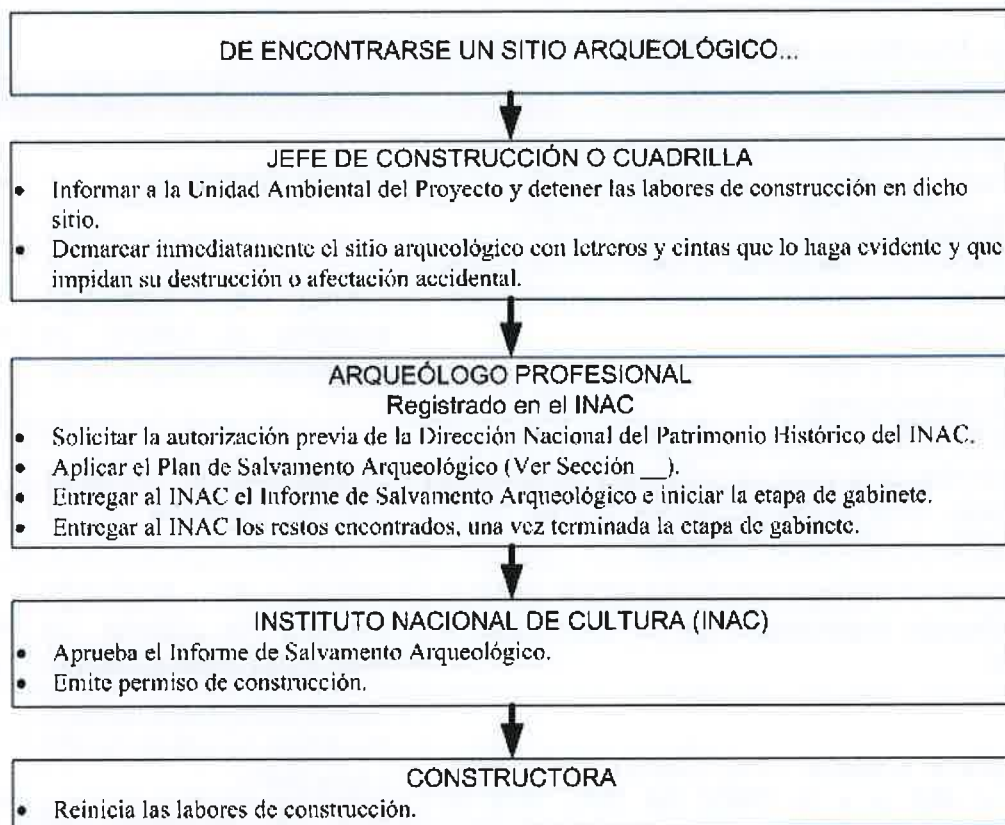 DE ENCONTRARSE UN SITIO ARQUEOLÓGICO...
JEFE DE CONSTRUCCIÓN O CUADRILLA
• Informar a la Unidad Ambiental del Proyecto y detener las labores de construcción en dicho
sitio.
• Demarcar inmediatamente el sitio arqueológico con letreros y cintas que lo haga evidente y que
impidan su destrucción o afectación accidental.
ARQUEÓLOGO PROFESIONAL
Registrado en el INAC
• Solicitar la autorización previa de la Dirección Nacional del Patrimonio Histórico del INAC.
• Aplicar el Plan de Salvamento Arqueológico (Ver Sección __).
• Entregar al INAC el Informe de Salvamento Arqueológico e iniciar la etapa de gabinete.
• Entregar al INAC los restos encontrados, una vez terminada la etapa de gabinete.
INSTITUTO NACIONAL DE CULTURA (INAC)
• Aprueba el Informe de Salvamento Arqueológico.
• Emite permiso de construcción.
CONSTRUCTORA
• Reinicia las labores de construcción.